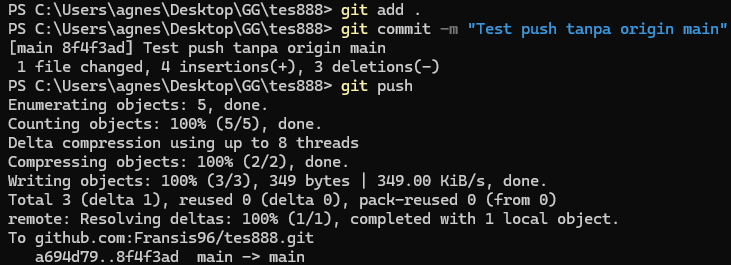 PS C:\Users\agnes\Desktop\GG\tes888> git add .
PS C:\Users\agnes\Desktop\GG\tes888> git commit -m "Test push tanpa origin main"
[main 8f4f3ad] Test push tanpa origin main
 1 file changed, 4 insertions(+), 3 deletions(-)
PS C:\Users\agnes\Desktop\GG\tes888> git push
Enumerating objects: 5, done.
Counting objects: 100% (5/5), done.
Delta compression using up to 8 threads
Compressing objects: 100% (2/2), done.
Writing objects: 100% (3/3), 349 bytes | 349.00 KiB/s, done.
Total 3 (delta 1), reused 0 (delta 0), pack-reused 0 (from 0)
remote: Resolving deltas: 100% (1/1), completed with 1 local object.
To github.com:Fransis96/tes888.git
   a694d79..8f4f3ad  main -> main